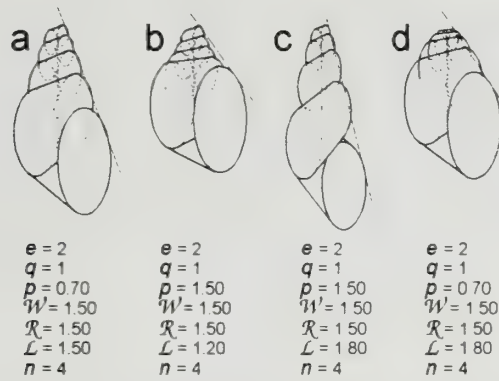 a
e = 2
q = 1
p = 0.70
𝒲 = 1.50
ℛ = 1.50
ℒ = 1.50
n = 4
b
e = 2
q = 1
p = 1.50
𝒲 = 1.50
ℛ = 1.50
ℒ = 1.20
n = 4
c
e = 2
q = 1
p = 1 50
𝒲 = 1 50
ℛ = 1 50
ℒ = 1 80
n = 4
d
e = 2
q = 1
p = 0.70
𝒲 = 1 50
ℛ = 1 50
ℒ = 1 80
n = 4